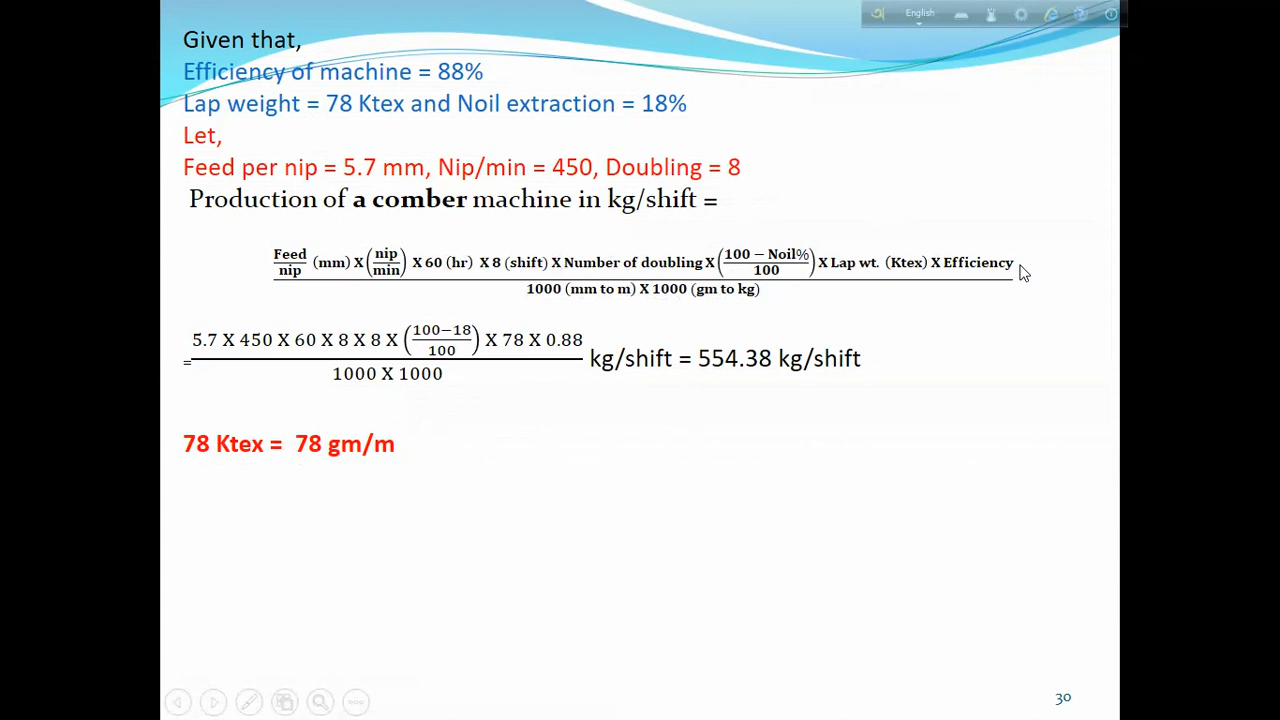 English
Given that,
Efficiency of machine = 88%
Lap weight = 78 Ktex and Noil extraction = 18%
Let,
Feed per nip = 5.7 mm, Nip/min = 450, Doubling = 8
Production of a comber machine in kg/shift =
Feed/nip (mm) X (nip/min) X 60 (hr) X 8 (shift) X Number of doubling X (100 − Noil%/100) X Lap wt. (Ktex) X Efficiency
1000 (mm to m) X 1000 (gm to kg)
= 5.7 X 450 X 60 X 8 X 8 X (100−18/100) X 78 X 0.88
1000 X 1000
kg/shift = 554.38 kg/shift
78 Ktex = 78 gm/m
30